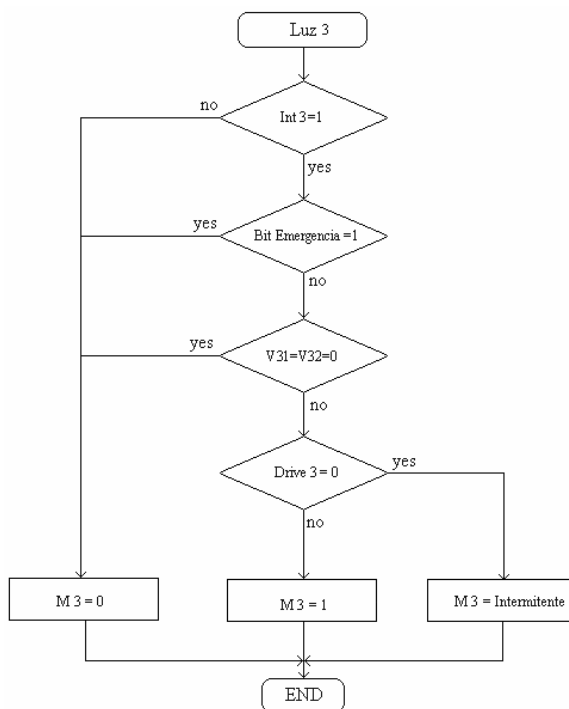 Luz 3
no
Int 3=1
yes
yes
Bit Emergencia =1
no
yes
V31=V32=0
no
Drive 3 = 0
yes
no
M 3 = 0
M 3 = 1
M 3 = Intermitente
END